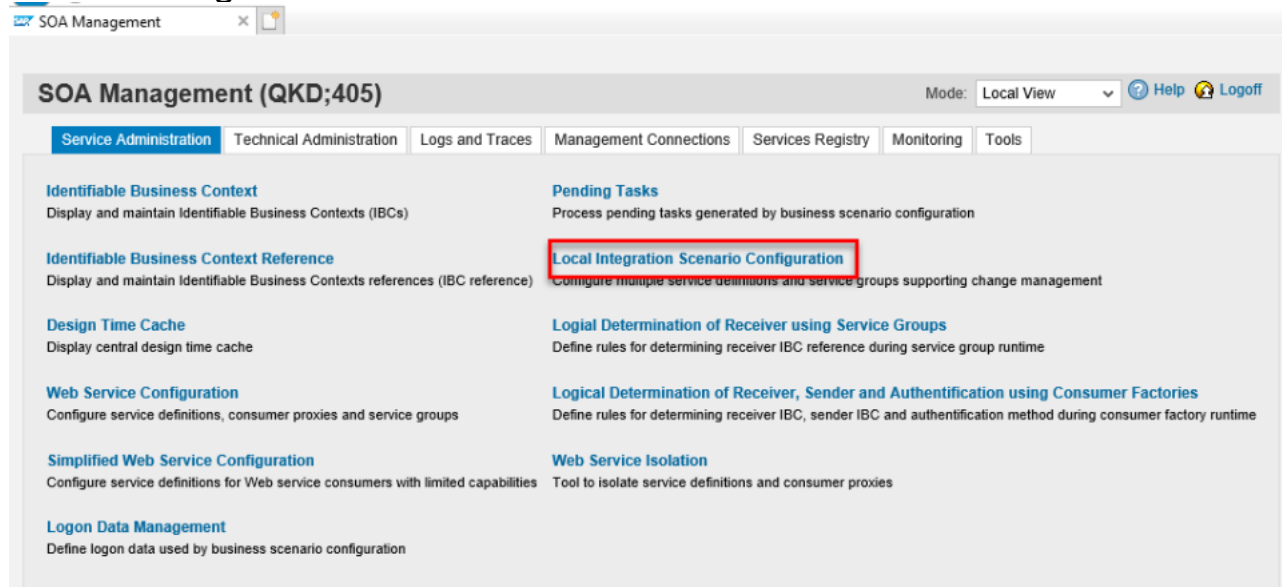 SOA Management
SOA Management (QKD;405)
Mode: Local View Help Logoff
Service Administration Technical Administration Logs and Traces Management Connections Services Registry Monitoring Tools
Identifiable Business Context
Display and maintain Identifiable Business Contexts (IBCs)
Identifiable Business Context Reference
Display and maintain Identifiable Business Contexts references (IBC reference)
Design Time Cache
Display central design time cache
Web Service Configuration
Configure service definitions, consumer proxies and service groups
Simplified Web Service Configuration
Configure service definitions for Web service consumers with limited capabilities
Logon Data Management
Define logon data used by business scenario configuration
Pending Tasks
Process pending tasks generated by business scenario configuration
Local Integration Scenario Configuration
Configure multiple service definitions and service groups supporting change management
Logial Determination of Receiver using Service Groups
Define rules for determining receiver IBC reference during service group runtime
Logical Determination of Receiver, Sender and Authentification using Consumer Factories
Define rules for determining receiver IBC, sender IBC and authentification method during consumer factory runtime
Web Service Isolation
Tool to isolate service definitions and consumer proxies